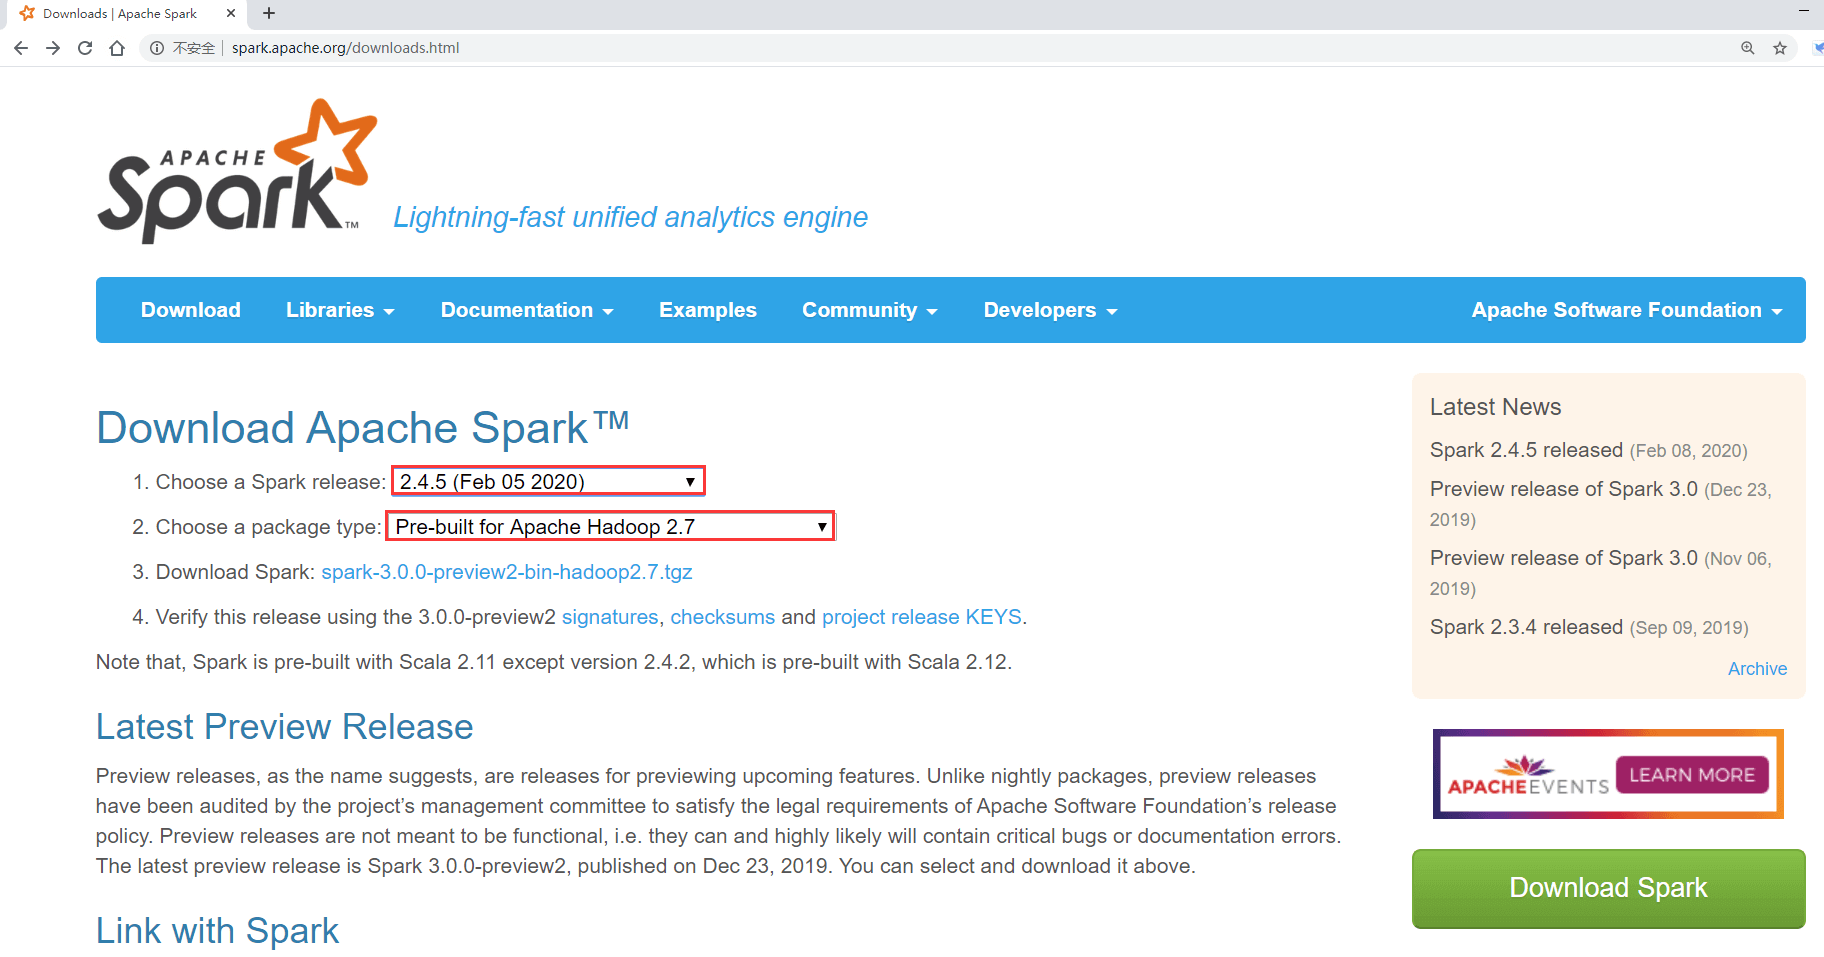 Downloads | Apache Spark
不安全 spark.apache.org/downloads.html
APACHE
Spark™
Lightning-fast unified analytics engine
Download Libraries Documentation Examples Community Developers Apache Software Foundation
Download Apache Spark™
1. Choose a Spark release: 2.4.5 (Feb 05 2020)
2. Choose a package type: Pre-built for Apache Hadoop 2.7
3. Download Spark: spark-3.0.0-preview2-bin-hadoop2.7.tgz
4. Verify this release using the 3.0.0-preview2 signatures, checksums and project release KEYS.
Note that, Spark is pre-built with Scala 2.11 except version 2.4.2, which is pre-built with Scala 2.12.
Latest Preview Release
Preview releases, as the name suggests, are releases for previewing upcoming features. Unlike nightly packages, preview releases
have been audited by the project’s management committee to satisfy the legal requirements of Apache Software Foundation’s release
policy. Preview releases are not meant to be functional, i.e. they can and highly likely will contain critical bugs or documentation errors.
The latest preview release is Spark 3.0.0-preview2, published on Dec 23, 2019. You can select and download it above.
Link with Spark
Latest News
Spark 2.4.5 released (Feb 08, 2020)
Preview release of Spark 3.0 (Dec 23,
2019)
Preview release of Spark 3.0 (Nov 06,
2019)
Spark 2.3.4 released (Sep 09, 2019)
Archive
APACHEEVENTS LEARN MORE
Download Spark